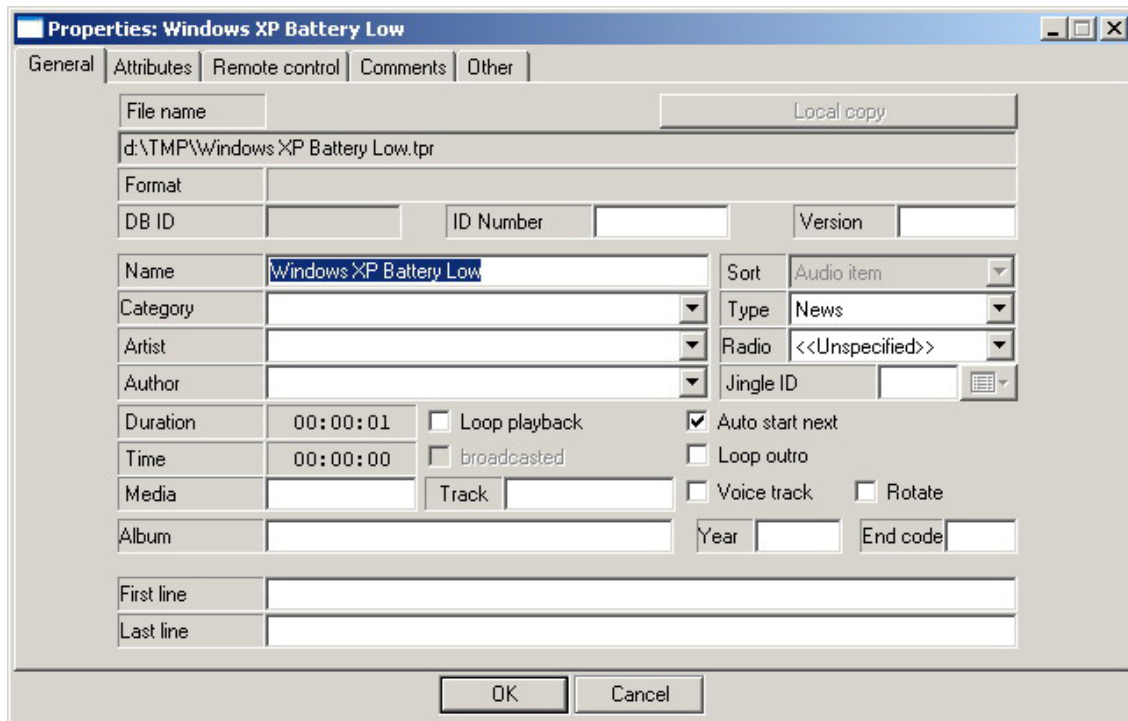 Properties: Windows XP Battery Low
General Attributes Remote control Comments Other
File name Local copy
d:\TMP\Windows XP Battery Low.tpr
Format
DB ID ID Number Version
Name Windows XP Battery Low Sort Audio item
Category Type News
Artist Radio <<Unspecified>>
Author Jingle ID
Duration 00:00:01 Loop playback Auto start next
Time 00:00:00 broadcasted Loop outro
Media Track Voice track Rotate
Album Year End code
First line
Last line
OK Cancel